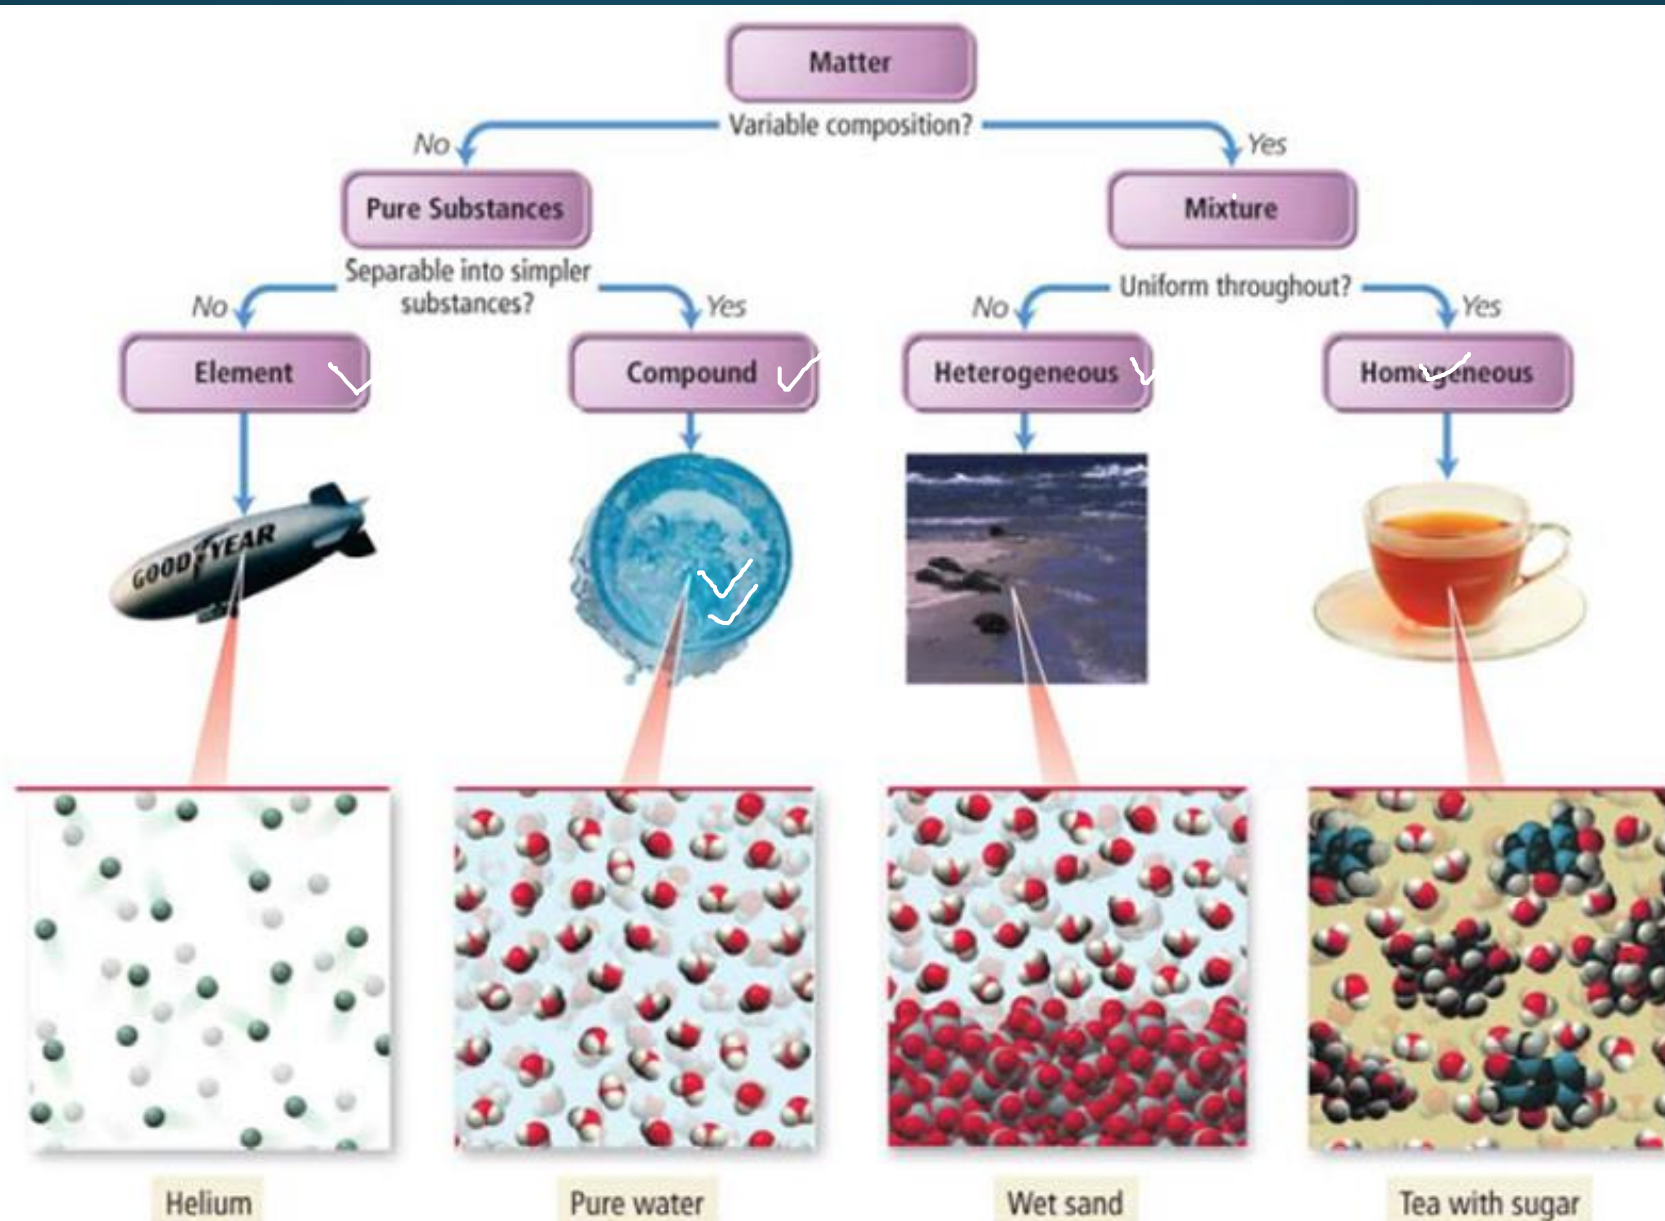 Matter
Variable composition?
No
Yes
Pure Substances
Mixture
Separable into simpler
substances?
No
Yes
Uniform throughout?
No
Yes
Element
Compound
Heterogeneous
Homogeneous
GOODYEAR
Helium
Pure water
Wet sand
Tea with sugar